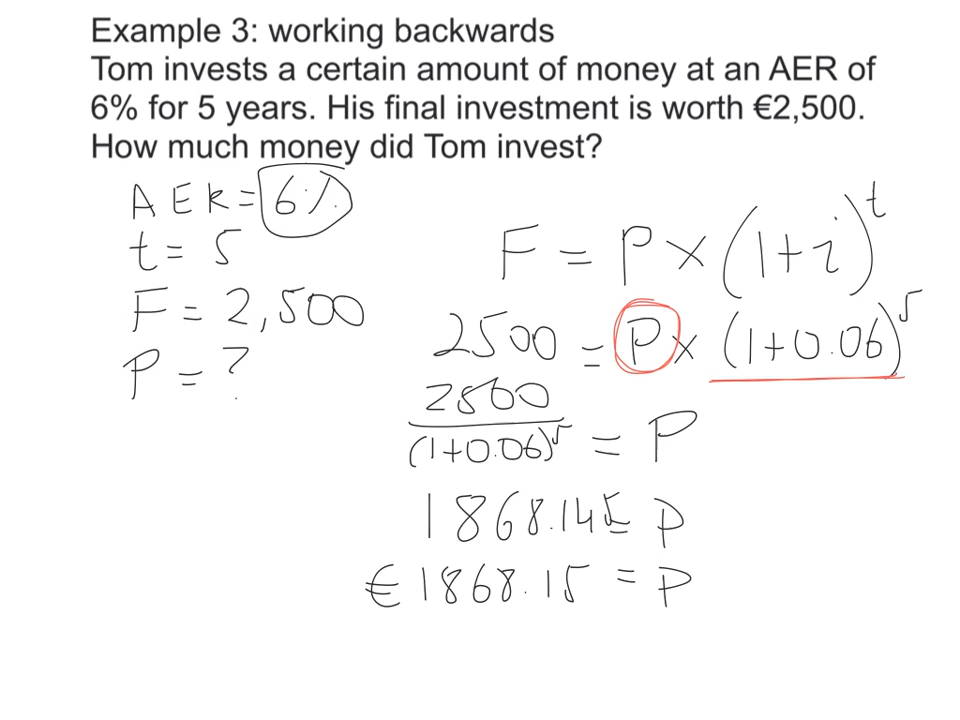 Example 3: working backwards
Tom invests a certain amount of money at an AER of
6% for 5 years. His final investment is worth €2,500.
How much money did Tom invest?
AER = 6%
t = 5
F = 2,500
P = ?
F = P × (1+i)^t
2500 = P × (1+0.06)^5
2500
(1+0.06)^5 = P
1868.145 = P
€1868.15 = P